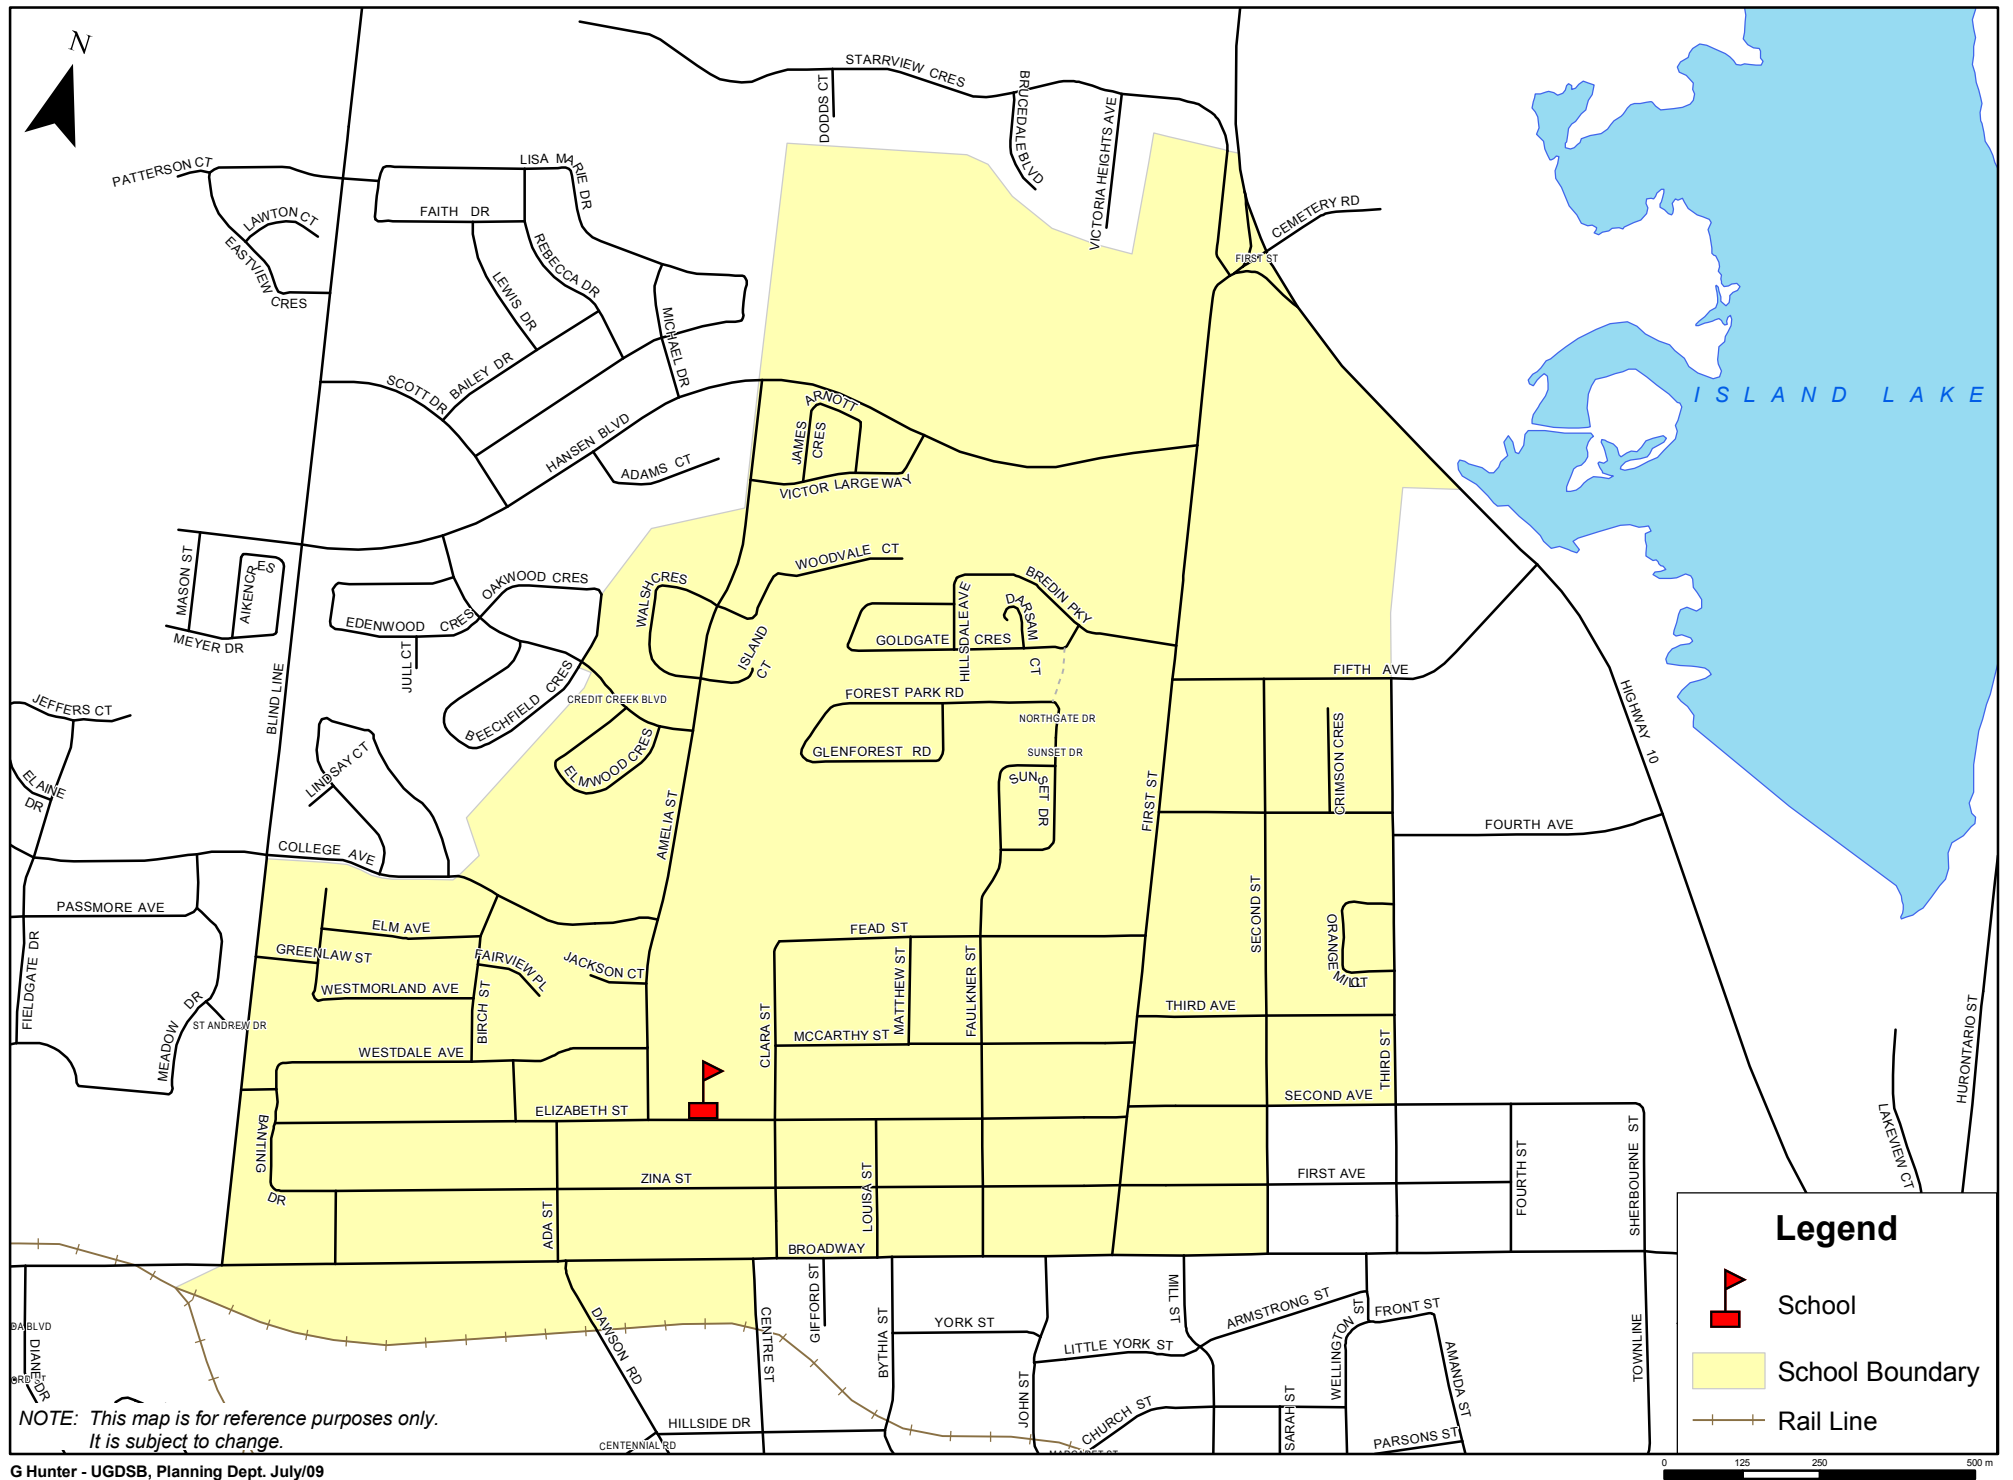 N
STARRVIEW CRES
DODDS CT
BRUCEDALE BLVD
VICTORIA HEIGHTS AVE
PATTERSON CT
LISA MARIE DR
LAWTON CT
FAITH DR
EASTVIEW CRES
REBECCA DR
LEWIS DR
CEMETERY RD
FIRST ST
MICHAEL DR
SCOTT DR
BAILEY DR
ISLAND LAKE
ARNOTT
JAMES CRES
HANSEN BLVD
ADAMS CT
VICTOR LARGE WAY
MASON ST
AIKEN CRES
MEYER DR
OAKWOOD CRES
EDENWOOD CRES
JULL CT
WALSH CRES
WOODVALE CT
ISLAND CT
HILLSDALE AVE
BREDIN PKY
DARSAM CT
GOLDGATE CRES
BLIND LINE
BEECHFIELD CRES
CREDIT CREEK BLVD
FOREST PARK RD
FIFTH AVE
HIGHWAY 10
JEFFERS CT
NORTHGATE DR
SUNSET DR
GLENFOREST RD
ELMWOOD CRES
LINDSAY CT
ELAINE DR
SUNSET DR
CRIMSON CRES
AMELIA ST
FIRST ST
FOURTH AVE
COLLEGE AVE
PASSMORE AVE
ELM AVE
FEAD ST
SECOND ST
ORANGE MILL CT
FIELDGATE DR
GREENLAW ST
FAIRVIEW PL
JACKSON CT
WESTMORLAND AVE
BIRCH ST
MATTHEW ST
FAULKNER ST
THIRD AVE
MEADOW DR
ST ANDREW DR
CLARA ST
MCCARTHY ST
WESTDALE AVE
THIRD ST
HURONTARIO ST
ELIZABETH ST
SECOND AVE
BANTING DR
LAKEVIEW CT
ZINA ST
LOUISA ST
FIRST AVE
FOURTH ST
SHERBOURNE ST
ADA ST
BROADWAY
Legend
School
School Boundary
Rail Line
DAWSON RD
CENTRE ST
GIFFORD ST
BYTHIA ST
YORK ST
MILL ST
ARMSTRONG ST
FRONT ST
WELLINGTON ST
LITTLE YORK ST
AMANDA ST
TOWNLINE
DIANE DR
JOHN ST
CHURCH ST
SARAH ST
PARSONS ST
HILLSIDE DR
CENTENNIAL RD
NOTE: This map is for reference purposes only.
It is subject to change.
G Hunter - UGDSB, Planning Dept. July/09
0 125 250 500 m